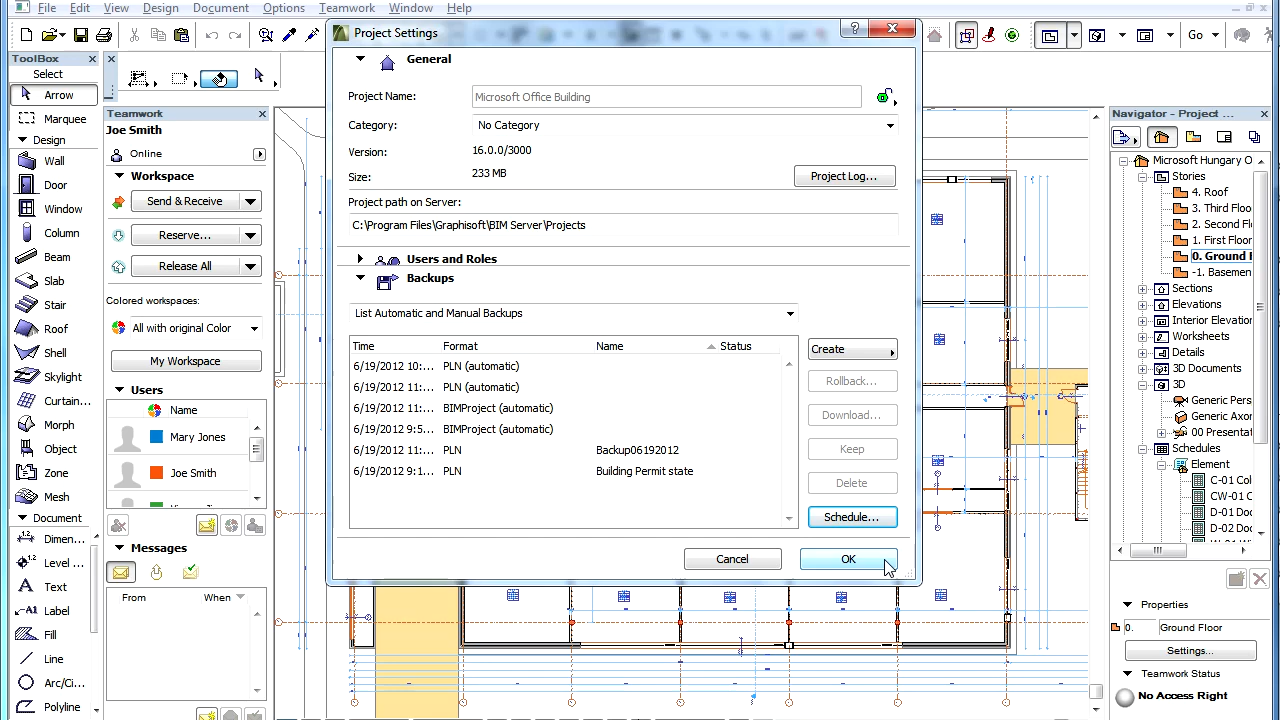 File Edit View Design Document Options Teamwork Window Help
Project Settings
Go
ToolBox
Select
Arrow
Marquee
Design
Wall
Door
Window
Column
Beam
Slab
Stair
Roof
Shell
Skylight
Curtain...
Morph
Object
Zone
Mesh
Document
Dimen...
Level ...
Text
Label
Fill
Line
Arc/Ci...
Polyline
Teamwork
Joe Smith
Online
Workspace
Send & Receive
Reserve...
Release All
Colored workspaces:
All with original Color
My Workspace
Users
Name
Mary Jones
Joe Smith
Messages
From When
General
Project Name: Microsoft Office Building
Category: No Category
Version: 16.0.0/3000
Size: 233 MB
Project Log...
Project path on Server:
C:\Program Files\Graphisoft\BIM Server\Projects
Users and Roles
Backups
List Automatic and Manual Backups
Time Format Name Status
6/19/2012 10:... PLN (automatic)
6/19/2012 11:... PLN (automatic)
6/19/2012 11:... BIMProject (automatic)
6/19/2012 9:5... BIMProject (automatic)
6/19/2012 11:... PLN Backup06192012
6/19/2012 9:1... PLN Building Permit state
Create
Rollback...
Download...
Keep
Delete
Schedule...
Cancel
OK
Navigator - Project ...
Microsoft Hungary O
Stories
4. Roof
3. Third Floo
2. Second Fl
1. First Floor
0. Ground F
-1. Basemen
Sections
Elevations
Interior Elevation
Worksheets
Details
3D Documents
3D
Generic Pers
Generic Axor
00 Presentat
Schedules
Element
C-01 Col
CW-01 C
D-01 Doo
D-02 Doo
Properties
0. Ground Floor
Settings...
Teamwork Status
No Access Right